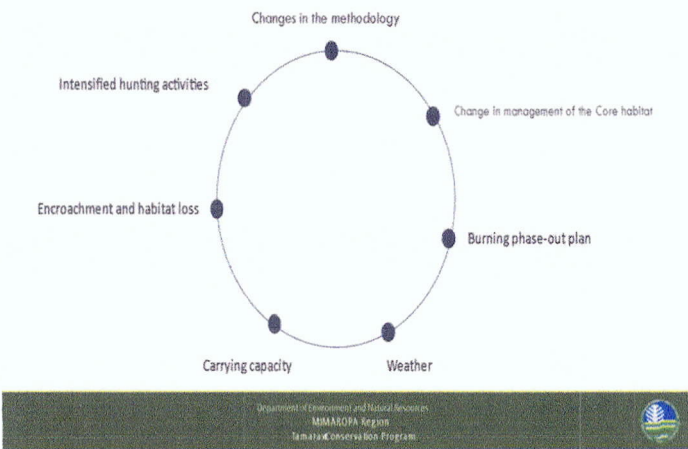 Changes in the methodology
Intensified hunting activities
Change in management of the Core habitat
Encroachment and habitat loss
Burning phase-out plan
Carrying capacity
Weather
Department of Environment and Natural Resources
MIMAROPA Region
Tamaraw Conservation Program